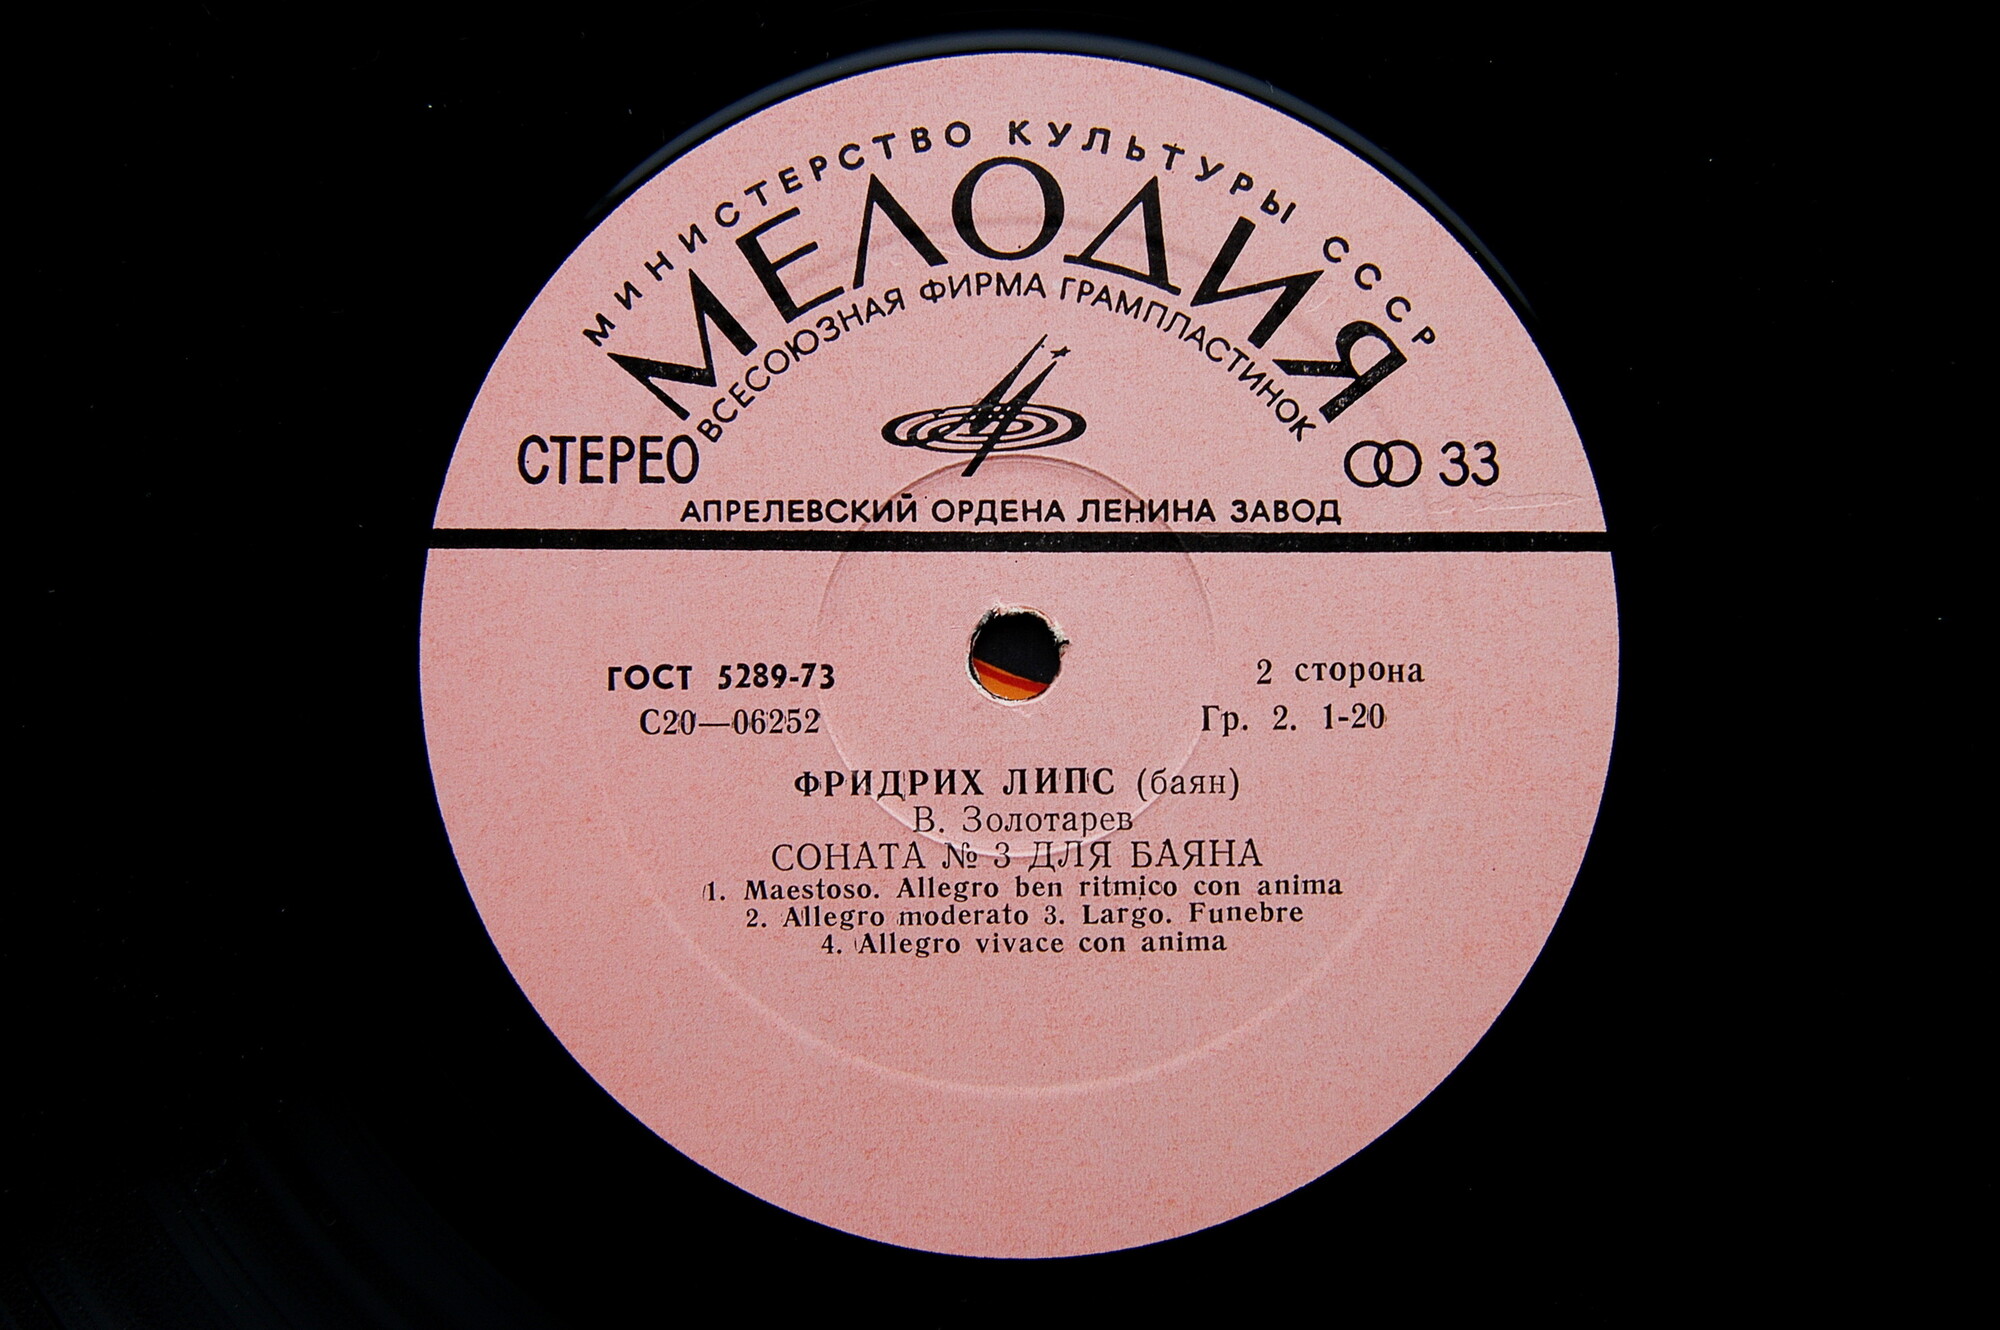 МИНИСТЕРСТВО КУЛЬТУРЫ СССР
МЕЛОДИЯ
ВСЕСОЮЗНАЯ ФИРМА ГРАМПЛАСТИНОК
СТЕРЕО
33
АПРЕЛЕВСКИЙ ОРДЕНА ЛЕНИНА ЗАВОД
ГОСТ 5289-73
2 сторона
С20—06252
Гр. 2. 1-20
ФРИДРИХ ЛИПС (баян)
В. Золотарев
СОНАТА № 3 ДЛЯ БАЯНА
1. Maestoso. Allegro ben ritmico con anima
2. Allegro moderato 3. Largo. Funebre
4. Allegro vivace con anima